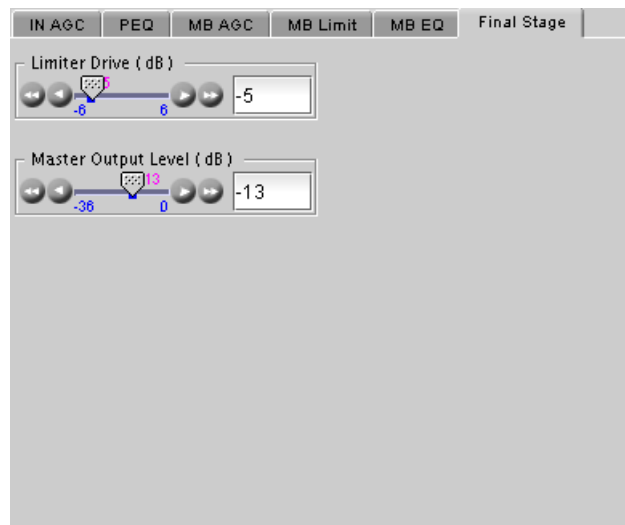 IN AGC PEQ MB AGC MB Limit MB EQ Final Stage
Limiter Drive ( dB )
5
-6 6
-5
Master Output Level ( dB )
13
-36 0
-13